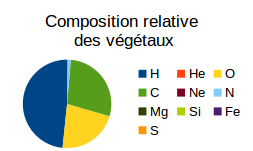 Composition relative
des végétaux
H He O
C Ne N
Mg Si Fe
S